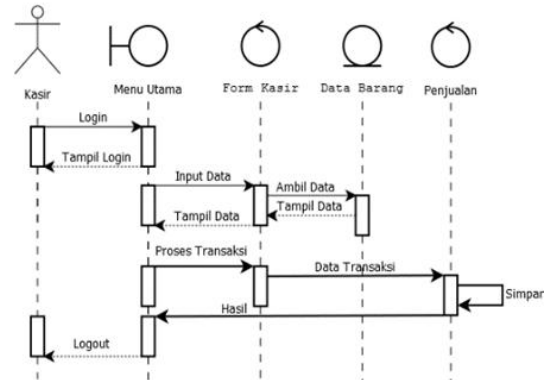 Kasir
Menu Utama
Form Kasir
Data Barang
Penjualan
Login
Tampil Login
Input Data
Ambil Data
Tampil Data
Tampil Data
Proses Transaksi
Data Transaksi
Simpan
Hasil
Logout